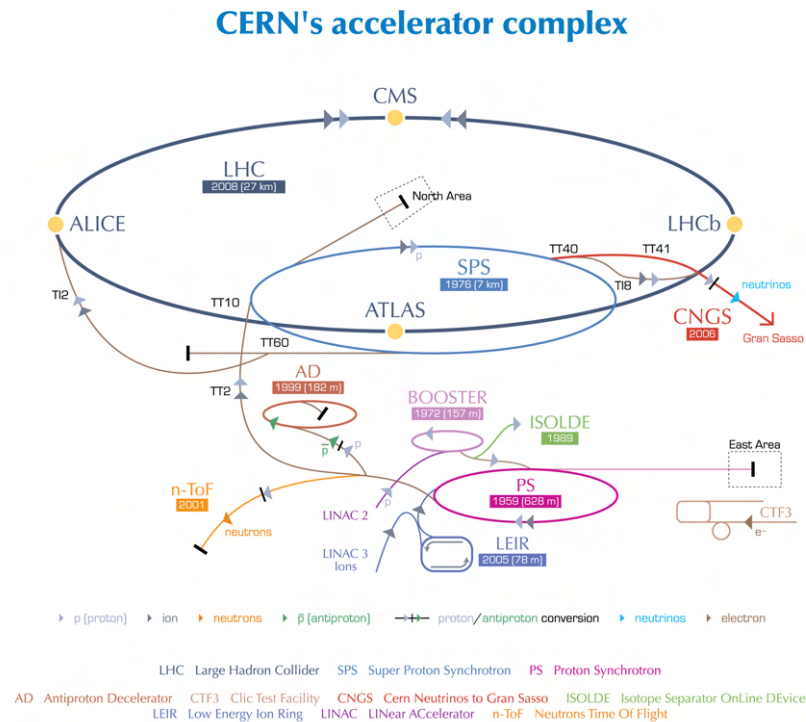 CERN's accelerator complex
CMS
LHC
2008 (27 km)
North Area
ALICE
LHCb
TT40
TT41
p
SPS
1976 (7 km)
TI2
TI8
neutrinos
TT10
ATLAS
CNGS
2006
Gran Sasso
TT60
AD
1999 (182 m)
TT2
BOOSTER
1972 (157 m)
ISOLDE
1989
p̅
p
East Area
n-ToF
2001
PS
1959 (628 m)
p
LINAC 2
neutrons
CTF3
e-
LINAC 3
Ions
LEIR
2005 (78 m)
p (proton) ion neutrons p̅ (antiproton) proton/antiproton conversion neutrinos electron
LHC Large Hadron Collider SPS Super Proton Synchrotron PS Proton Synchrotron
AD Antiproton Decelerator CTF3 Clic Test Facility CNGS Cern Neutrinos to Gran Sasso ISOLDE Isotope Separator OnLine DEvice
LEIR Low Energy Ion Ring LINAC LINear ACcelerator n-ToF Neutrons Time Of Flight